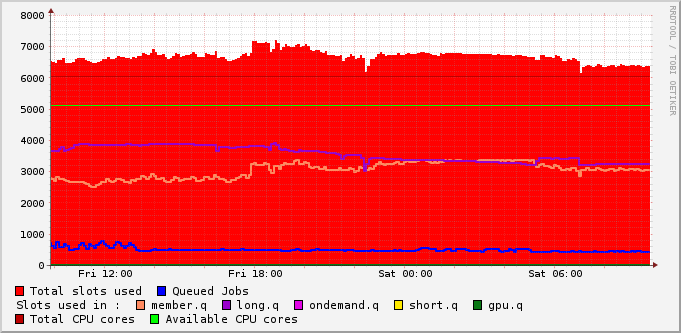 RRDTOOL / TOBI OETIKER
8000
7000
6000
5000
4000
3000
2000
1000
0
Fri 12:00 Fri 18:00 Sat 00:00 Sat 06:00
Total slots used Queued Jobs
Slots used in : member.q long.q ondemand.q short.q gpu.q
Total CPU cores Available CPU cores